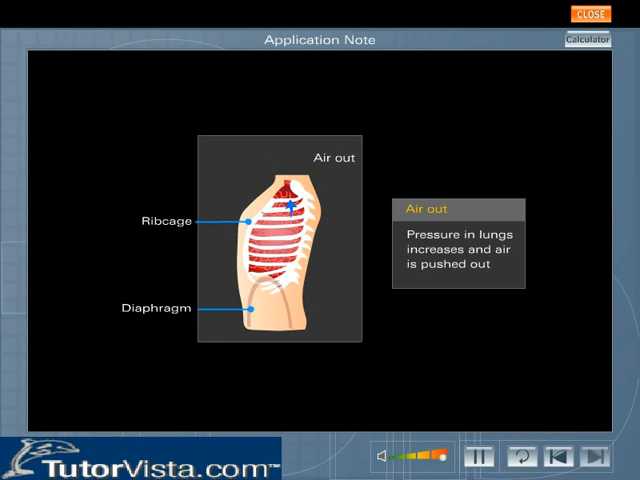 CLOSE
Application Note
Calculator
Air out
Ribcage
Diaphragm
Air out
Pressure in lungs
increases and air
is pushed out
TutorVista.com™